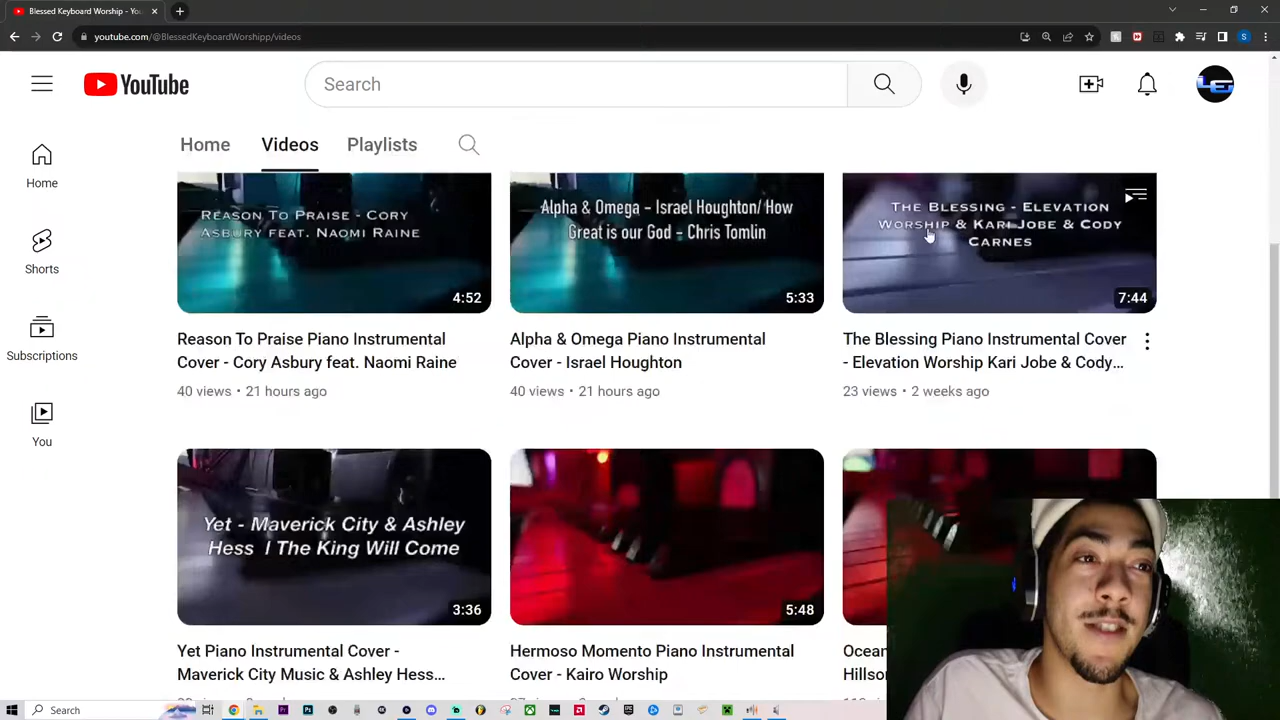 Blessed Keyboard Worship - You
youtube.com/@BlessedKeyboardWorshipp/videos
S
YouTube
Search
LEJ
Home
Videos
Playlists
Home
Shorts
Subscriptions
You
REASON TO PRAISE - CORY
ASBURY FEAT. NAOMI RAINE
4:52
Alpha & Omega - Israel Houghton/ How
Great is our God - Chris Tomlin
5:33
THE BLESSING - ELEVATION
WORSHIP & KARI JOBE & CODY
CARNES
7:44
Reason To Praise Piano Instrumental
Cover - Cory Asbury feat. Naomi Raine
40 views • 21 hours ago
Alpha & Omega Piano Instrumental
Cover - Israel Houghton
40 views • 21 hours ago
The Blessing Piano Instrumental Cover
- Elevation Worship Kari Jobe & Cody...
23 views • 2 weeks ago
Yet - Maverick City & Ashley
Hess | The King Will Come
3:36
5:48
Yet Piano Instrumental Cover -
Maverick City Music & Ashley Hess...
Hermoso Momento Piano Instrumental
Cover - Kairo Worship
Ocean
Hillso
Search